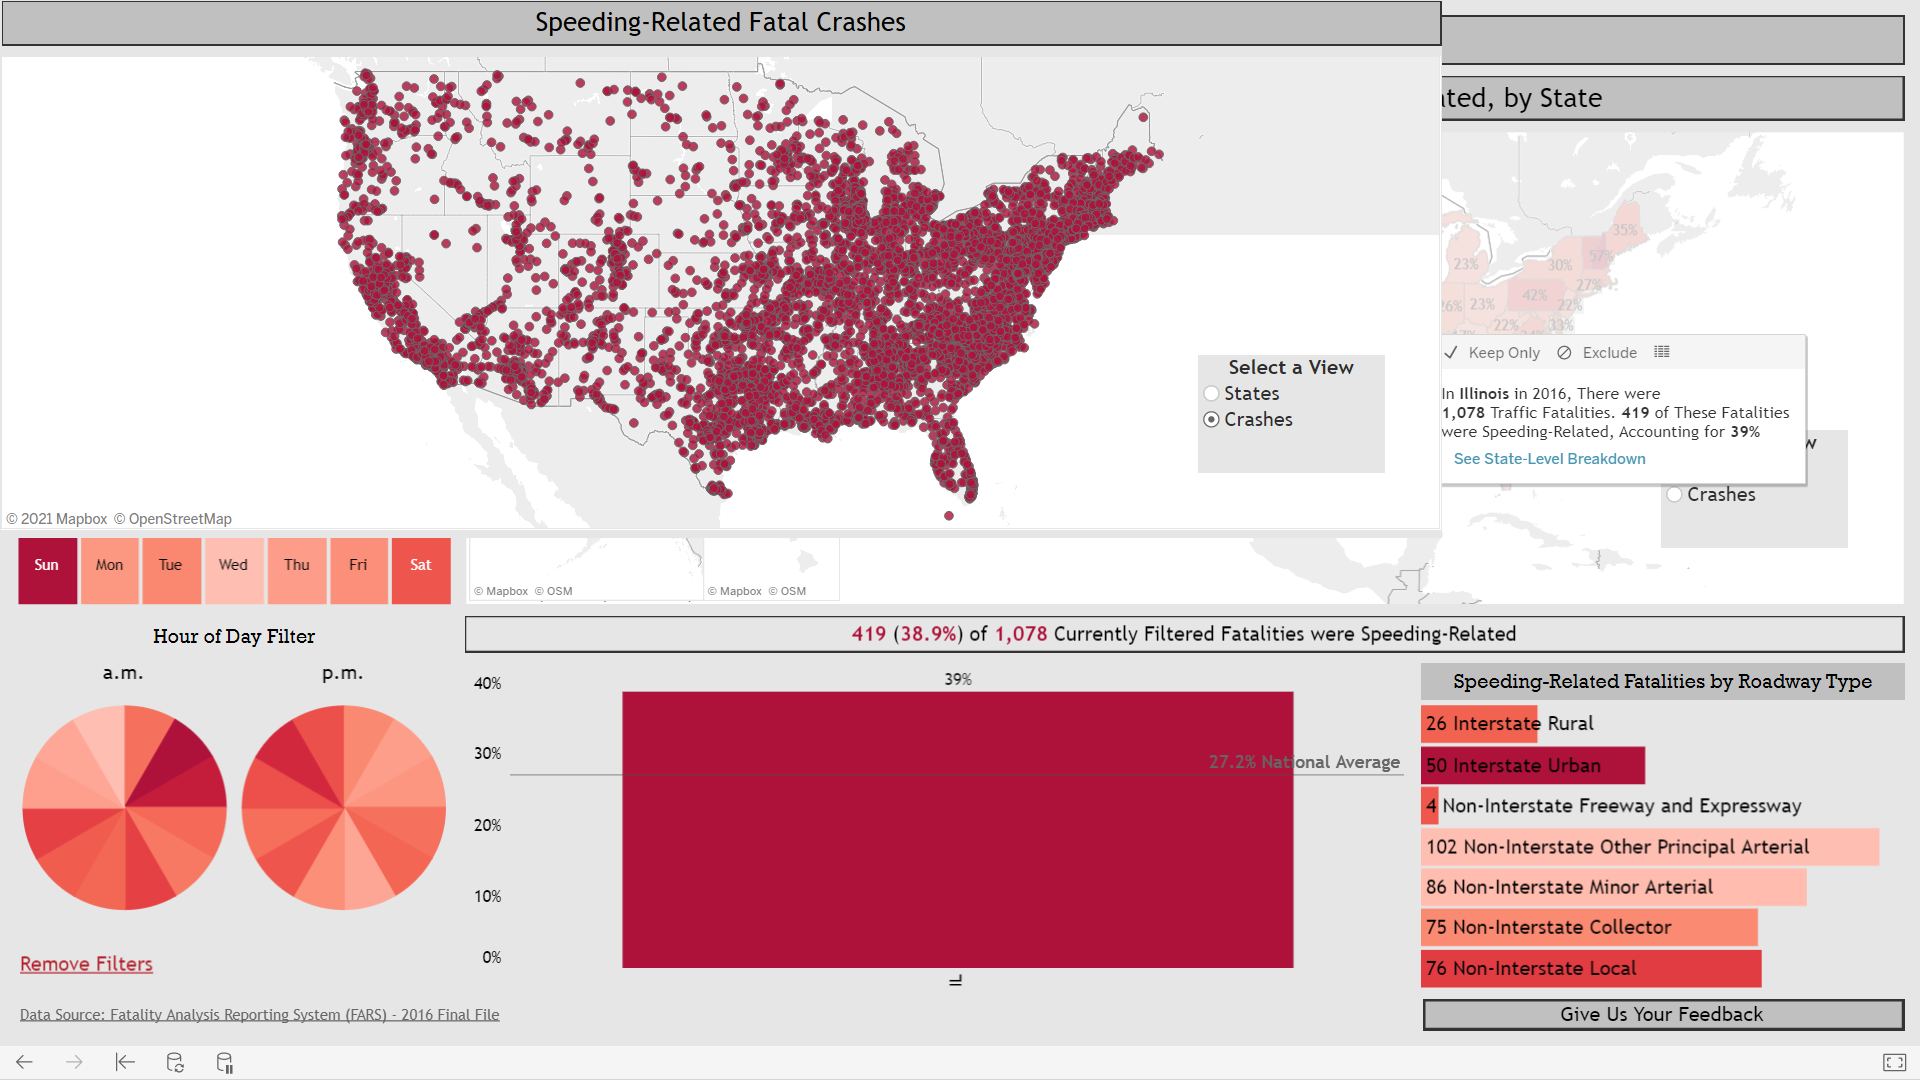 Speeding-Related Fatal Crashes
ated, by State
35%
57%
23%
30%
27%
42%
22%
26%
23%
22%
33%
Keep Only
Exclude
In Illinois in 2016, There were
1,078 Traffic Fatalities. 419 of These Fatalities
were Speeding-Related, Accounting for 39%
See State-Level Breakdown
w
Crashes
Select a View
States
Crashes
© 2021 Mapbox © OpenStreetMap
Sun
Mon
Tue
Wed
Thu
Fri
Sat
© Mapbox © OSM
© Mapbox © OSM
Hour of Day Filter
a.m.
p.m.
Remove Filters
Data Source: Fatality Analysis Reporting System (FARS) - 2016 Final File
419 (38.9%) of 1,078 Currently Filtered Fatalities were Speeding-Related
40%
30%
20%
10%
0%
39%
27.2% National Average
IL
Speeding-Related Fatalities by Roadway Type
26 Interstate Rural
50 Interstate Urban
4 Non-Interstate Freeway and Expressway
102 Non-Interstate Other Principal Arterial
86 Non-Interstate Minor Arterial
75 Non-Interstate Collector
76 Non-Interstate Local
Give Us Your Feedback